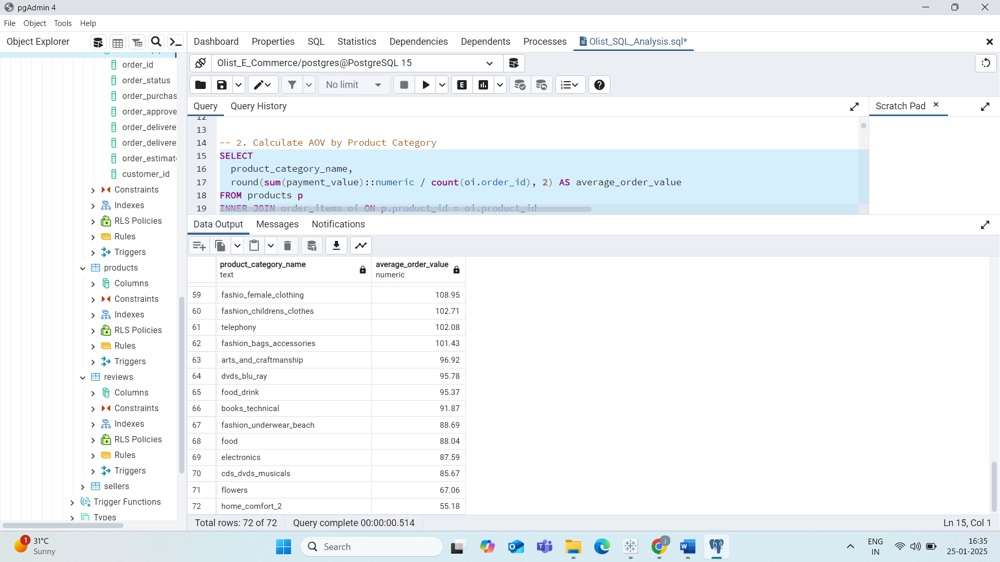 pgAdmin 4
File Object Tools Help
Object Explorer
Dashboard Properties SQL Statistics Dependencies Dependents Processes Olist_SQL_Analysis.sql*
order_id
order_status
order_purchas
order_approve
order_delivere
order_delivere
order_estimat
customer_id
Constraints
Indexes
RLS Policies
Rules
Triggers
products
Columns
Constraints
Indexes
RLS Policies
Rules
Triggers
reviews
Columns
Constraints
Indexes
RLS Policies
Rules
Triggers
sellers
Trigger Functions
Types
Olist_E_Commerce/postgres@PostgreSQL 15
No limit
E
Query Query History
Scratch Pad
12
13
14 -- 2. Calculate AOV by Product Category
15 SELECT
16 product_category_name,
17 round(sum(payment_value)::numeric / count(oi.order_id), 2) AS average_order_value
18 FROM products p
19 INNER JOIN order_items oi ON p.product_id = oi.product_id
Data Output Messages Notifications
product_category_name average_order_value
text numeric
59 fashio_female_clothing 108.95
60 fashion_childrens_clothes 102.71
61 telephony 102.08
62 fashion_bags_accessories 101.43
63 arts_and_craftmanship 96.92
64 dvds_blu_ray 95.78
65 food_drink 95.37
66 books_technical 91.87
67 fashion_underwear_beach 88.69
68 food 88.04
69 electronics 87.59
70 cds_dvds_musicals 85.67
71 flowers 67.06
72 home_comfort_2 55.18
Total rows: 72 of 72 Query complete 00:00:00.514 Ln 15, Col 1
1
31°C
Sunny
Search
j
ENG
IN
16:35
25-01-2025